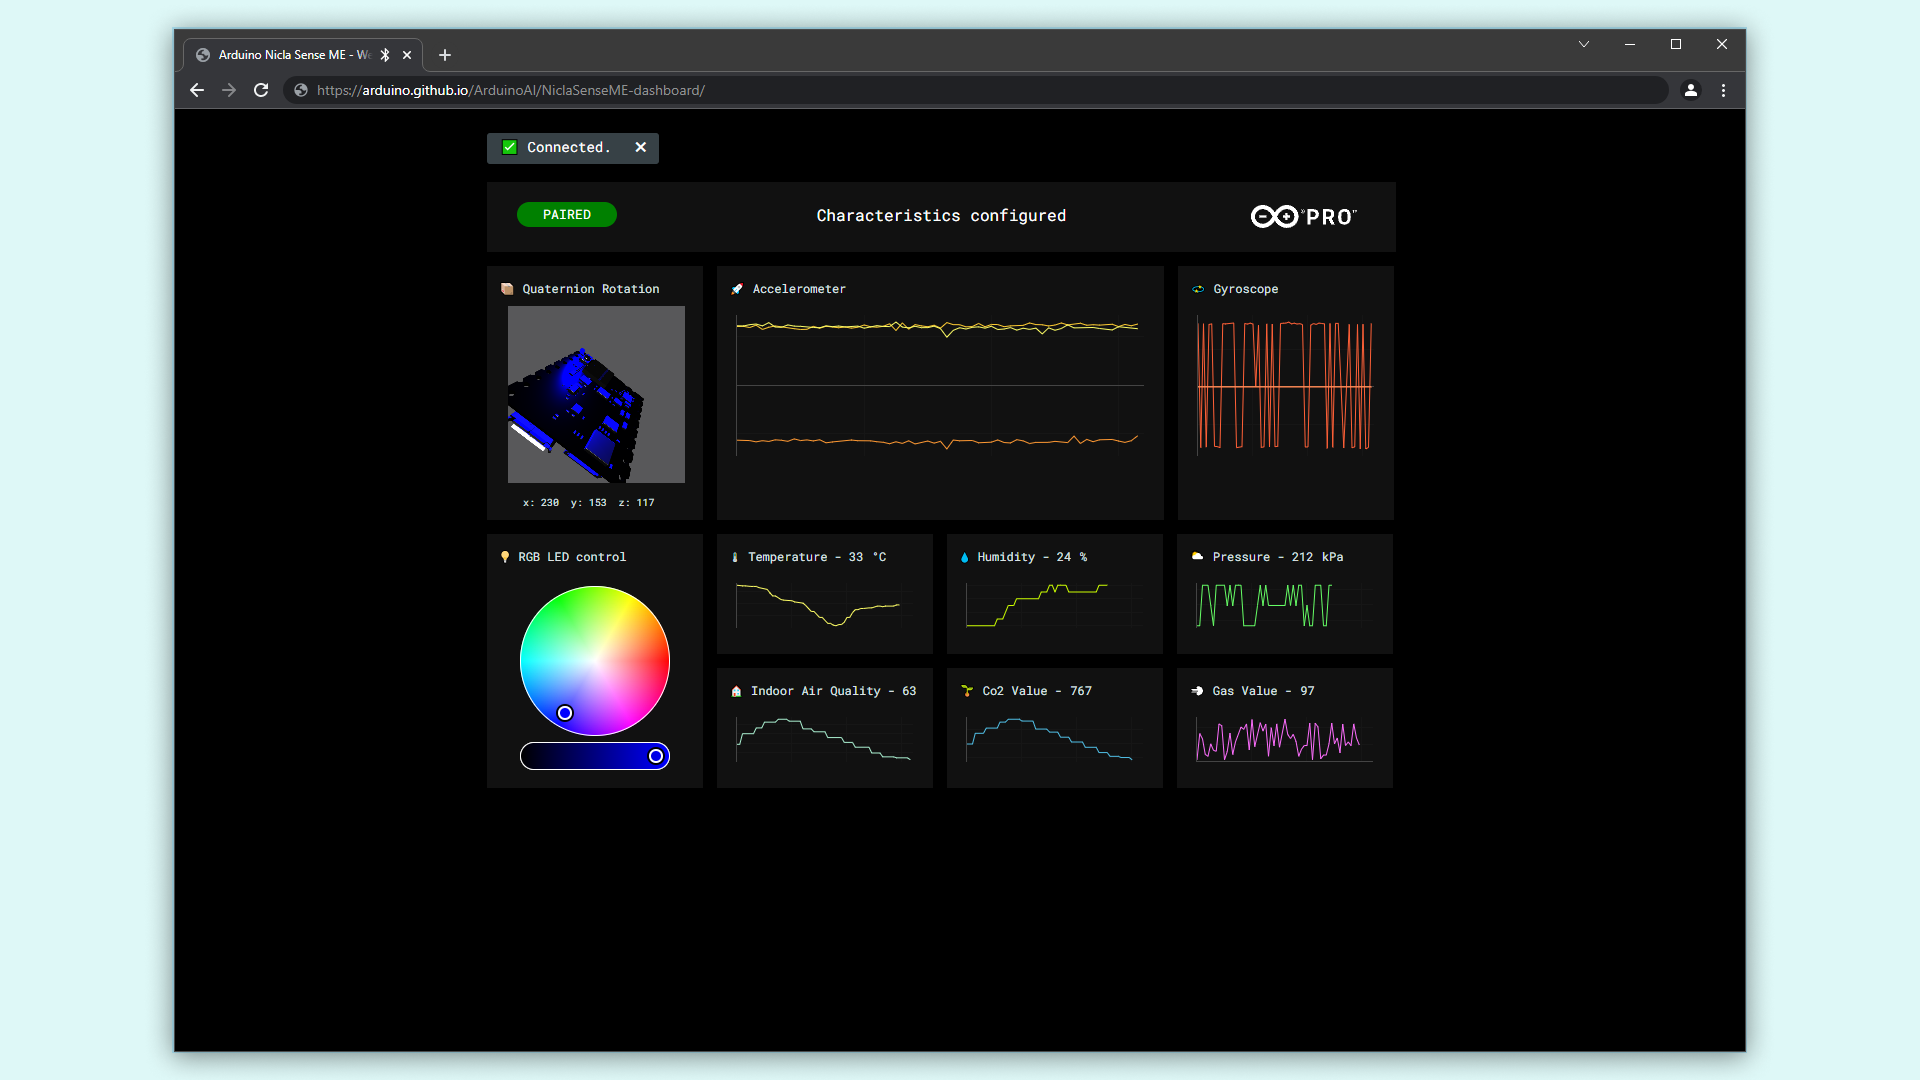 Arduino Nicla Sense ME - We
https://arduino.github.io/ArduinoAI/NiclaSenseME-dashboard/
Connected.
PAIRED
Characteristics configured
PRO™
Quaternion Rotation
Accelerometer
Gyroscope
x: 230 y: 153 z: 117
RGB LED control
Temperature - 33 °C
Humidity - 24 %
Pressure - 212 kPa
Indoor Air Quality - 63
Co2 Value - 767
Gas Value - 97